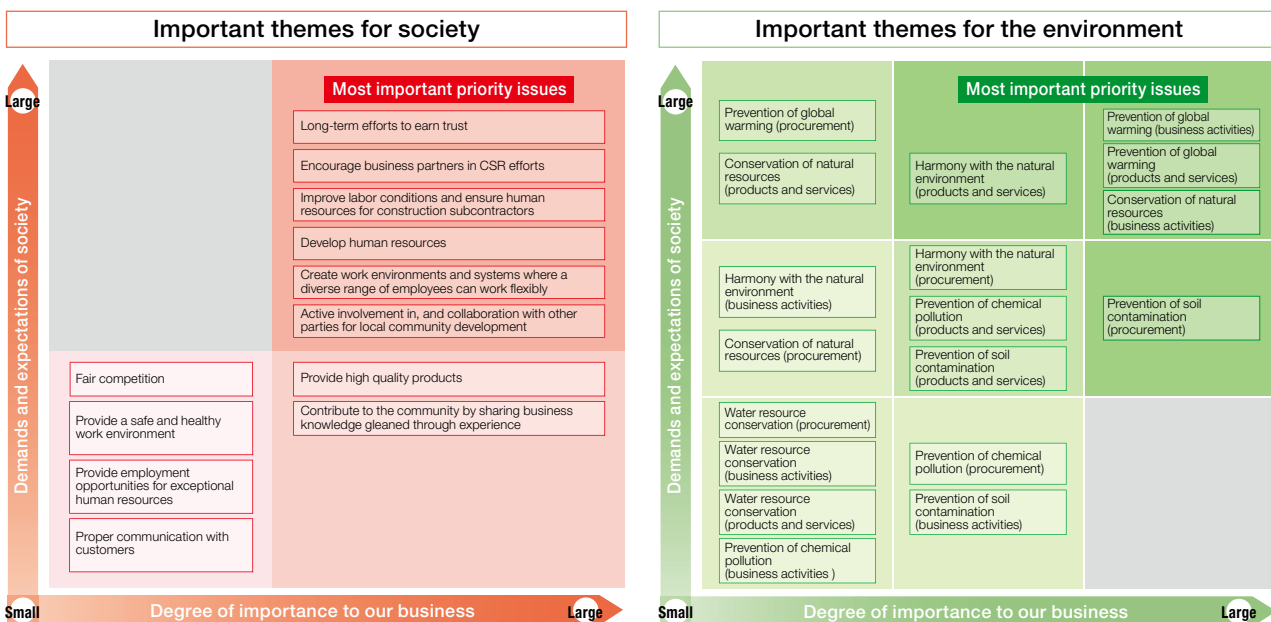 Important themes for society
Large
Demands and expectations of society
Most important priority issues
Long-term efforts to earn trust
Encourage business partners in CSR efforts
Improve labor conditions and ensure human
resources for construction subcontractors
Develop human resources
Create work environments and systems where a
diverse range of employees can work flexibly
Active involvement in, and collaboration with other
parties for local community development
Fair competition
Provide a safe and healthy
work environment
Provide employment
opportunities for exceptional
human resources
Proper communication with
customers
Provide high quality products
Contribute to the community by sharing business
knowledge gleaned through experience
Small
Degree of importance to our business
Large
Important themes for the environment
Large
Demands and expectations of society
Most important priority issues
Prevention of global
warming (procurement)
Conservation of natural
resources
(products and services)
Harmony with the natural
environment
(products and services)
Prevention of global
warming (business activities)
Prevention of global
warming
(products and services)
Conservation of natural
resources
(business activities)
Harmony with the natural
environment
(business activities)
Conservation of natural
resources (procurement)
Harmony with the natural
environment
(procurement)
Prevention of chemical
pollution
(products and services)
Prevention of soil
contamination
(products and services)
Prevention of soil
contamination
(procurement)
Water resource
conservation (procurement)
Water resource
conservation
(business activities)
Water resource
conservation
(products and services)
Prevention of chemical
pollution
(business activities )
Prevention of chemical
pollution (procurement)
Prevention of soil
contamination
(business activities)
Small
Degree of importance to our business
Large